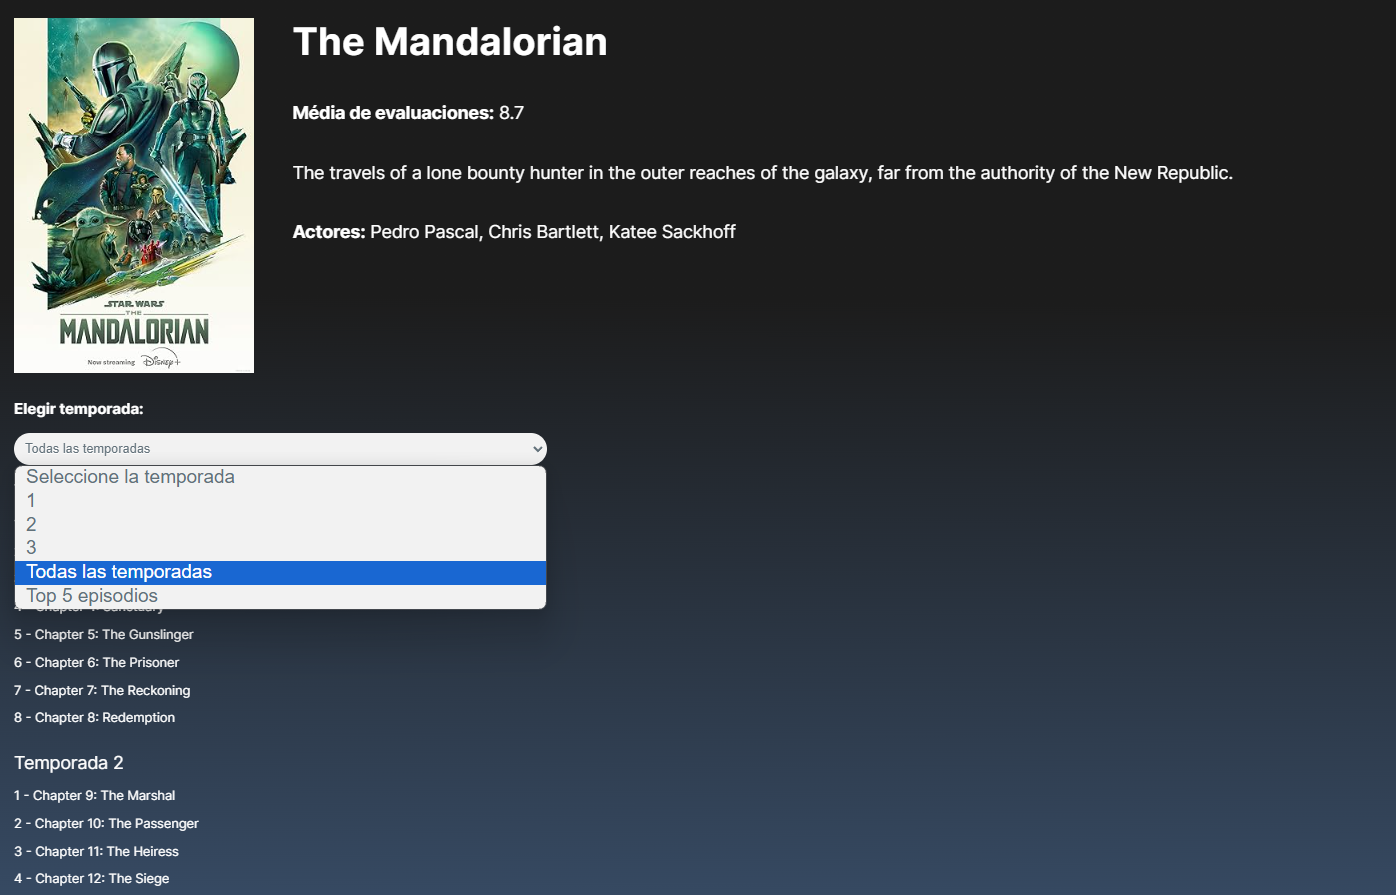 The Mandalorian
Média de evaluaciones: 8.7
The travels of a lone bounty hunter in the outer reaches of the galaxy, far from the authority of the New Republic.
Actores: Pedro Pascal, Chris Bartlett, Katee Sackhoff
STAR WARS
THE
MANDALORIAN
Now streaming Disney+
Elegir temporada:
Todas las temporadas
Seleccione la temporada
1
2
3
Todas las temporadas
Top 5 episodios
5 - Chapter 5: The Gunslinger
6 - Chapter 6: The Prisoner
7 - Chapter 7: The Reckoning
8 - Chapter 8: Redemption
Temporada 2
1 - Chapter 9: The Marshal
2 - Chapter 10: The Passenger
3 - Chapter 11: The Heiress
4 - Chapter 12: The Siege